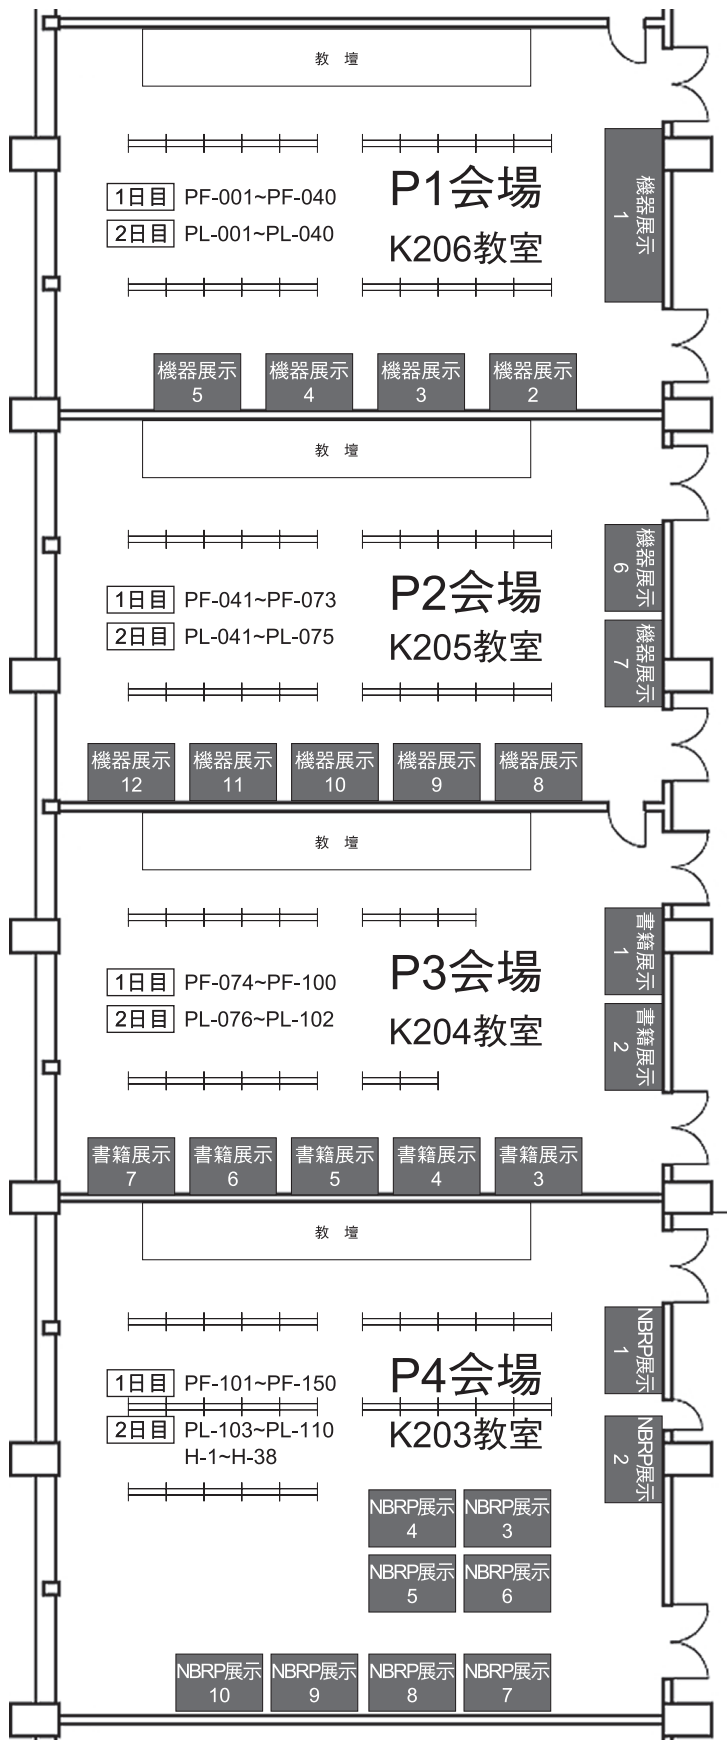 教 壇
P1会場
1日目 PF-001~PF-040
2日目 PL-001~PL-040
K206教室
機器展示
1
機器展示
5
機器展示
4
機器展示
3
機器展示
2
教 壇
P2会場
1日目 PF-041~PF-073
2日目 PL-041~PL-075
K205教室
機器展示
6
機器展示
7
機器展示
12
機器展示
11
機器展示
10
機器展示
9
機器展示
8
教 壇
P3会場
1日目 PF-074~PF-100
2日目 PL-076~PL-102
K204教室
書籍展示
1
書籍展示
2
書籍展示
7
書籍展示
6
書籍展示
5
書籍展示
4
書籍展示
3
教 壇
P4会場
1日目 PF-101~PF-150
2日目 PL-103~PL-110
H-1~H-38
K203教室
NBRP展示
1
NBRP展示
2
NBRP展示
4
NBRP展示
3
NBRP展示
5
NBRP展示
6
NBRP展示
10
NBRP展示
9
NBRP展示
8
NBRP展示
7